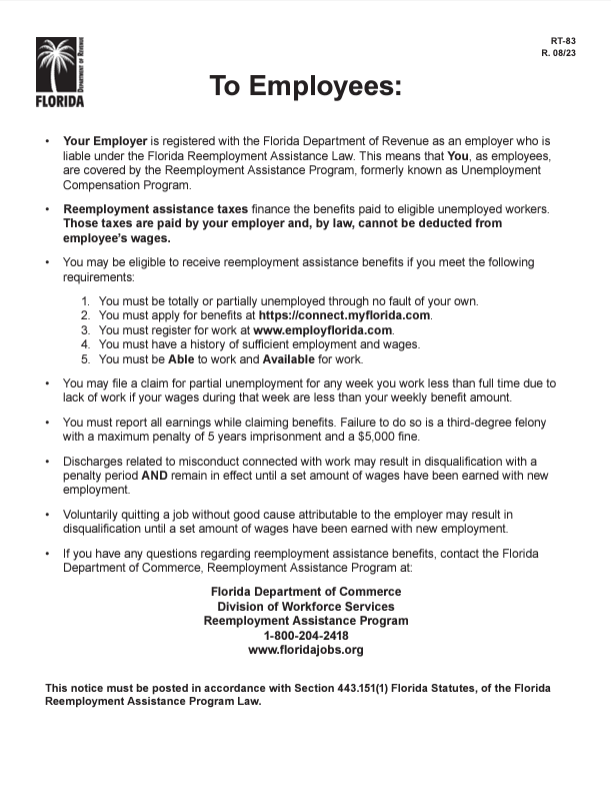 RT-83
R. 08/23
DEPARTMENT OF REVENUE
FLORIDA
To Employees:
• Your Employer is registered with the Florida Department of Revenue as an employer who is
liable under the Florida Reemployment Assistance Law. This means that You, as employees,
are covered by the Reemployment Assistance Program, formerly known as Unemployment
Compensation Program.
• Reemployment assistance taxes finance the benefits paid to eligible unemployed workers.
Those taxes are paid by your employer and, by law, cannot be deducted from
employee's wages.
• You may be eligible to receive reemployment assistance benefits if you meet the following
requirements:
1. You must be totally or partially unemployed through no fault of your own.
2. You must apply for benefits at https://connect.myflorida.com.
3. You must register for work at www.employflorida.com.
4. You must have a history of sufficient employment and wages.
5. You must be Able to work and Available for work.
• You may file a claim for partial unemployment for any week you work less than full time due to
lack of work if your wages during that week are less than your weekly benefit amount.
• You must report all earnings while claiming benefits. Failure to do so is a third-degree felony
with a maximum penalty of 5 years imprisonment and a $5,000 fine.
• Discharges related to misconduct connected with work may result in disqualification with a
penalty period AND remain in effect until a set amount of wages have been earned with new
employment.
• Voluntarily quitting a job without good cause attributable to the employer may result in
disqualification until a set amount of wages have been earned with new employment.
• If you have any questions regarding reemployment assistance benefits, contact the Florida
Department of Commerce, Reemployment Assistance Program at:
Florida Department of Commerce
Division of Workforce Services
Reemployment Assistance Program
1-800-204-2418
www.floridajobs.org
This notice must be posted in accordance with Section 443.151(1) Florida Statutes, of the Florida
Reemployment Assistance Program Law.